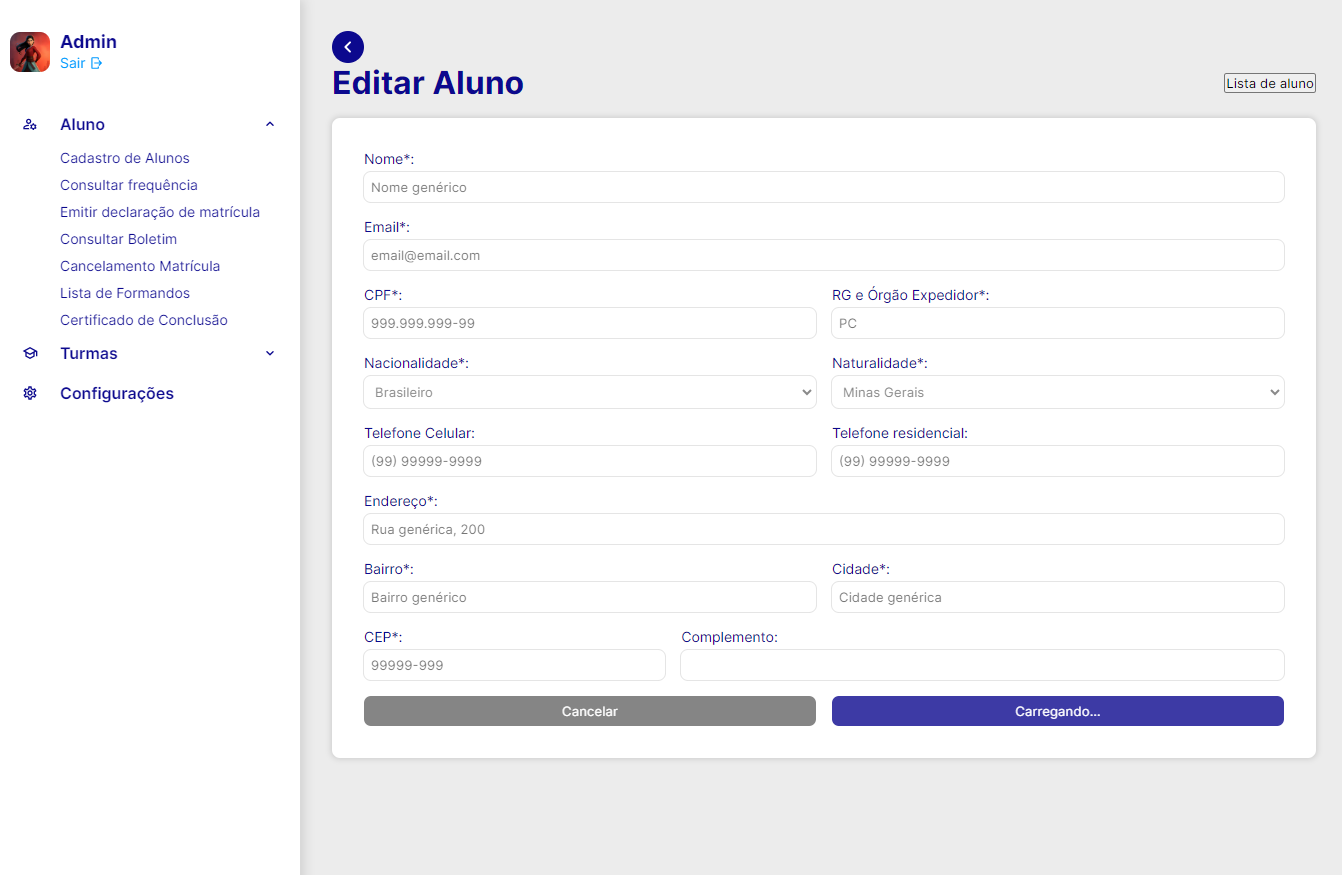 Admin
Sair
Aluno
Cadastro de Alunos
Consultar frequência
Emitir declaração de matrícula
Consultar Boletim
Cancelamento Matrícula
Lista de Formandos
Certificado de Conclusão
Turmas
Configurações
Editar Aluno
Lista de aluno
Nome*:
Nome genérico
Email*:
email@email.com
CPF*:
999.999.999-99
RG e Órgão Expedidor*:
PC
Nacionalidade*:
Brasileiro
Naturalidade*:
Minas Gerais
Telefone Celular:
(99) 99999-9999
Telefone residencial:
(99) 99999-9999
Endereço*:
Rua genérica, 200
Bairro*:
Bairro genérico
Cidade*:
Cidade genérica
CEP*:
99999-999
Complemento:
Cancelar
Carregando...